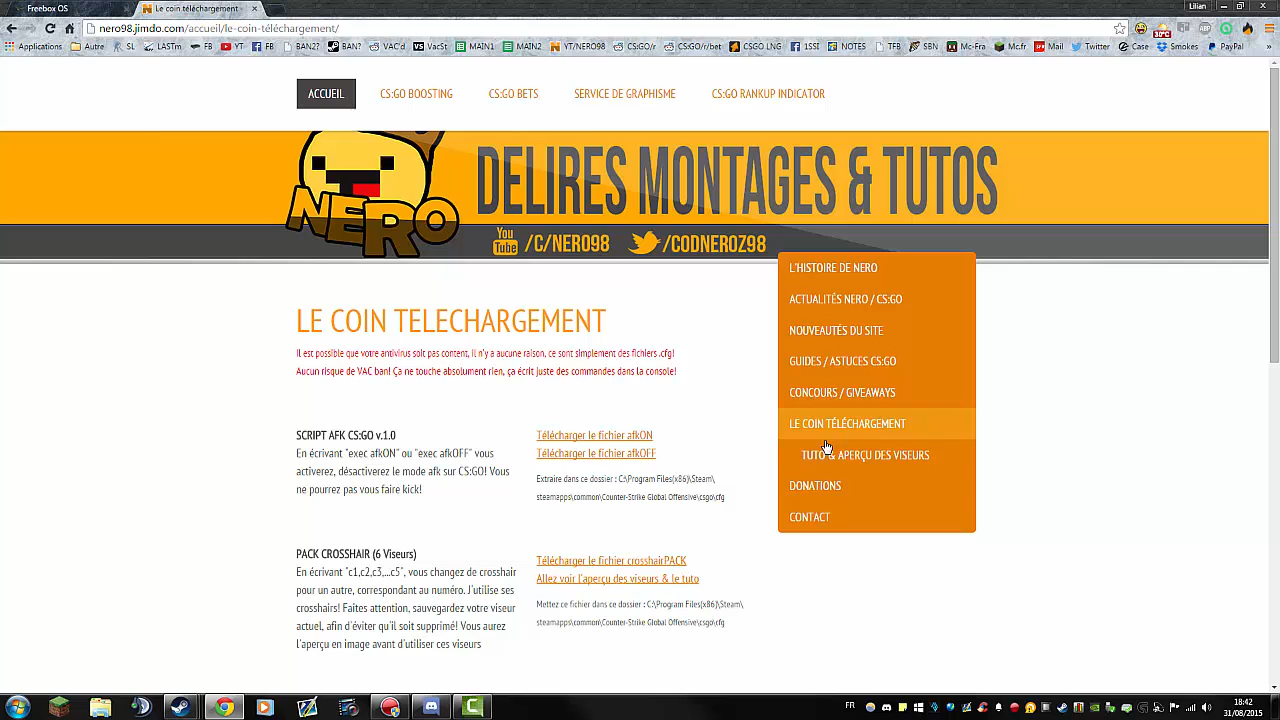 Freebox OS
Le coin téléchargement
Lilian
nero98.jimdo.com/accueil/le-coin-téléchargement/
Applications
Autre
SL
LASTm
FB
YT
FB
BAN2?
BAN?
VAC'd
VacSt
MAIN1
MAIN2
YT/NERO98
CS:GO/r
CS:GO/r/bet
CS:GO LNG
1SSI
NOTES
TFB
SBN
Mc-Fra
Mc.fr
Mail
Twitter
Case
Smokes
PayPal
ACCUEIL
CS:GO BOOSTING
CS:GO BETS
SERVICE DE GRAPHISME
CS:GO RANKUP INDICATOR
NERO
DELIRES MONTAGES & TUTOS
You Tube /C/NERO98
/CODNEROZ98
L'HISTOIRE DE NERO
ACTUALITÉS NERO / CS:GO
NOUVEAUTÉS DU SITE
GUIDES / ASTUCES CS:GO
CONCOURS / GIVEAWAYS
LE COIN TÉLÉCHARGEMENT
TUTO & APERÇU DES VISEURS
DONATIONS
CONTACT
LE COIN TELECHARGEMENT
Il est possible que votre antivirus soit pas content, il n'y a aucune raison, ce sont simplement des fichiers .cfg!
Aucun risque de VAC ban! Ça ne touche absolument rien, ça écrit juste des commandes dans la console!
SCRIPT AFK CS:GO v.1.0
En écrivant "exec afkON" ou "exec afkOFF" vous
activerez, désactiverez le mode afk sur CS:GO! Vous
ne pourrez pas vous faire kick!
Télécharger le fichier afkON
Télécharger le fichier afkOFF
Extraire dans ce dossier : C:\Program Files(x86)\Steam\
steamapps\common\Counter-Strike Global Offensive\csgo\cfg
PACK CROSSHAIR (6 Viseurs)
En écrivant "c1,c2,c3,...c5", vous changez de crosshair
pour un autre, correspondant au numéro. J'utilise ses
crosshairs! Faites attention, sauvegardez votre viseur
actuel, afin d'éviter qu'il soit supprimé! Vous aurez
l'aperçu en image avant d'utiliser ces viseurs
Télécharger le fichier crosshairPACK
Allez voir l'aperçu des viseurs & le tuto
Mettez ce fichier dans ce dossier : C:\Program Files(x86)\Steam\
steamapps\common\Counter-Strike Global Offensive\csgo\cfg
FR
18:42
31/08/2015